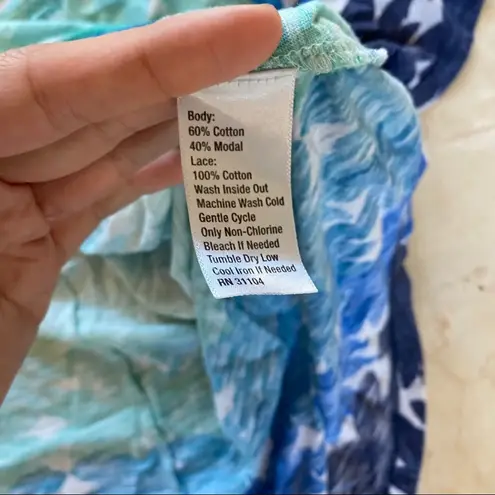 Body:
60% Cotton
40% Modal
Lace:
100% Cotton
Wash Inside Out
Machine Wash Cold
Gentle Cycle
Only Non-Chlorine
Bleach If Needed
Tumble Dry Low
Cool Iron If Needed
RN 31104